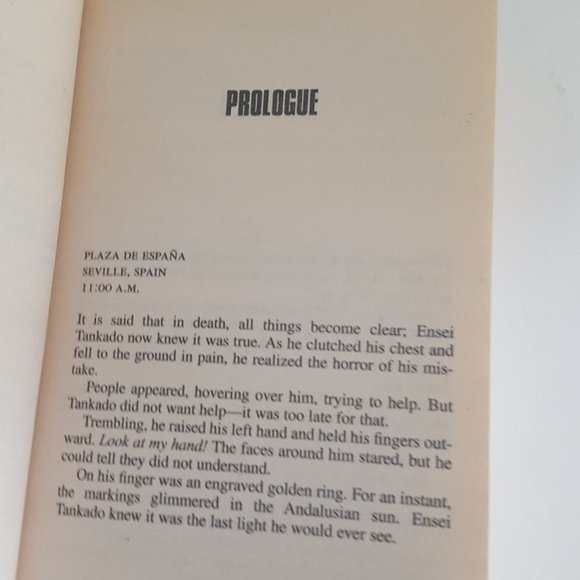 PROLOGUE
PLAZA DE ESPAÑA
SEVILLE, SPAIN
11:00 A.M.
It is said that in death, all things become clear; Ensei
Tankado now knew it was true. As he clutched his chest and
fell to the ground in pain, he realized the horror of his mis-
take.
People appeared, hovering over him, trying to help. But
Tankado did not want help—it was too late for that.
Trembling, he raised his left hand and held his fingers out-
ward. Look at my hand! The faces around him stared, but he
could tell they did not understand.
On his finger was an engraved golden ring. For an instant,
the markings glimmered in the Andalusian sun. Ensei
Tankado knew it was the last light he would ever see.